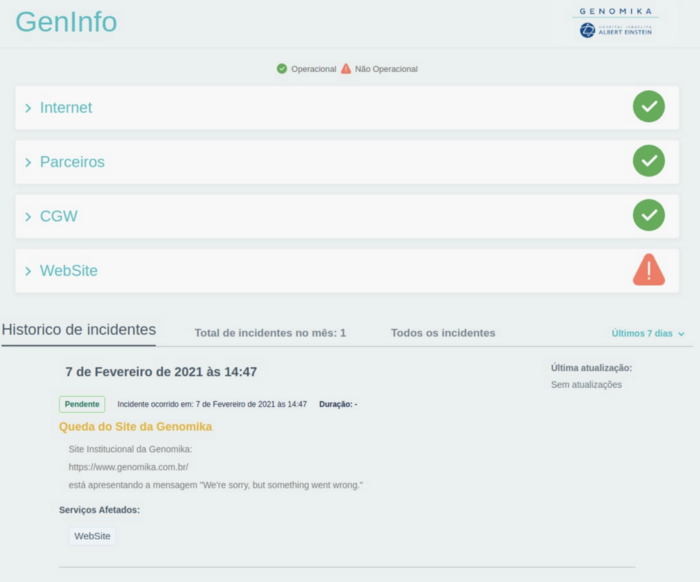 GenInfo
GENOMIKA
HOSPITAL ISRAELITA
ALBERT EINSTEIN
Operacional Não Operacional
Internet
Parceiros
CGW
WebSite
Historico de incidentes Total de incidentes no mês: 1 Todos os incidentes Últimos 7 dias
7 de Fevereiro de 2021 às 14:47 Última atualização:
Sem atualizações
Pendente Incidente ocorrido em: 7 de Fevereiro de 2021 às 14:47 Duração: -
Queda do Site da Genomika
Site Institucional da Genomika:
https://www.genomika.com.br/
está apresentando a mensagem "We're sorry, but something went wrong."
Serviços Afetados:
WebSite